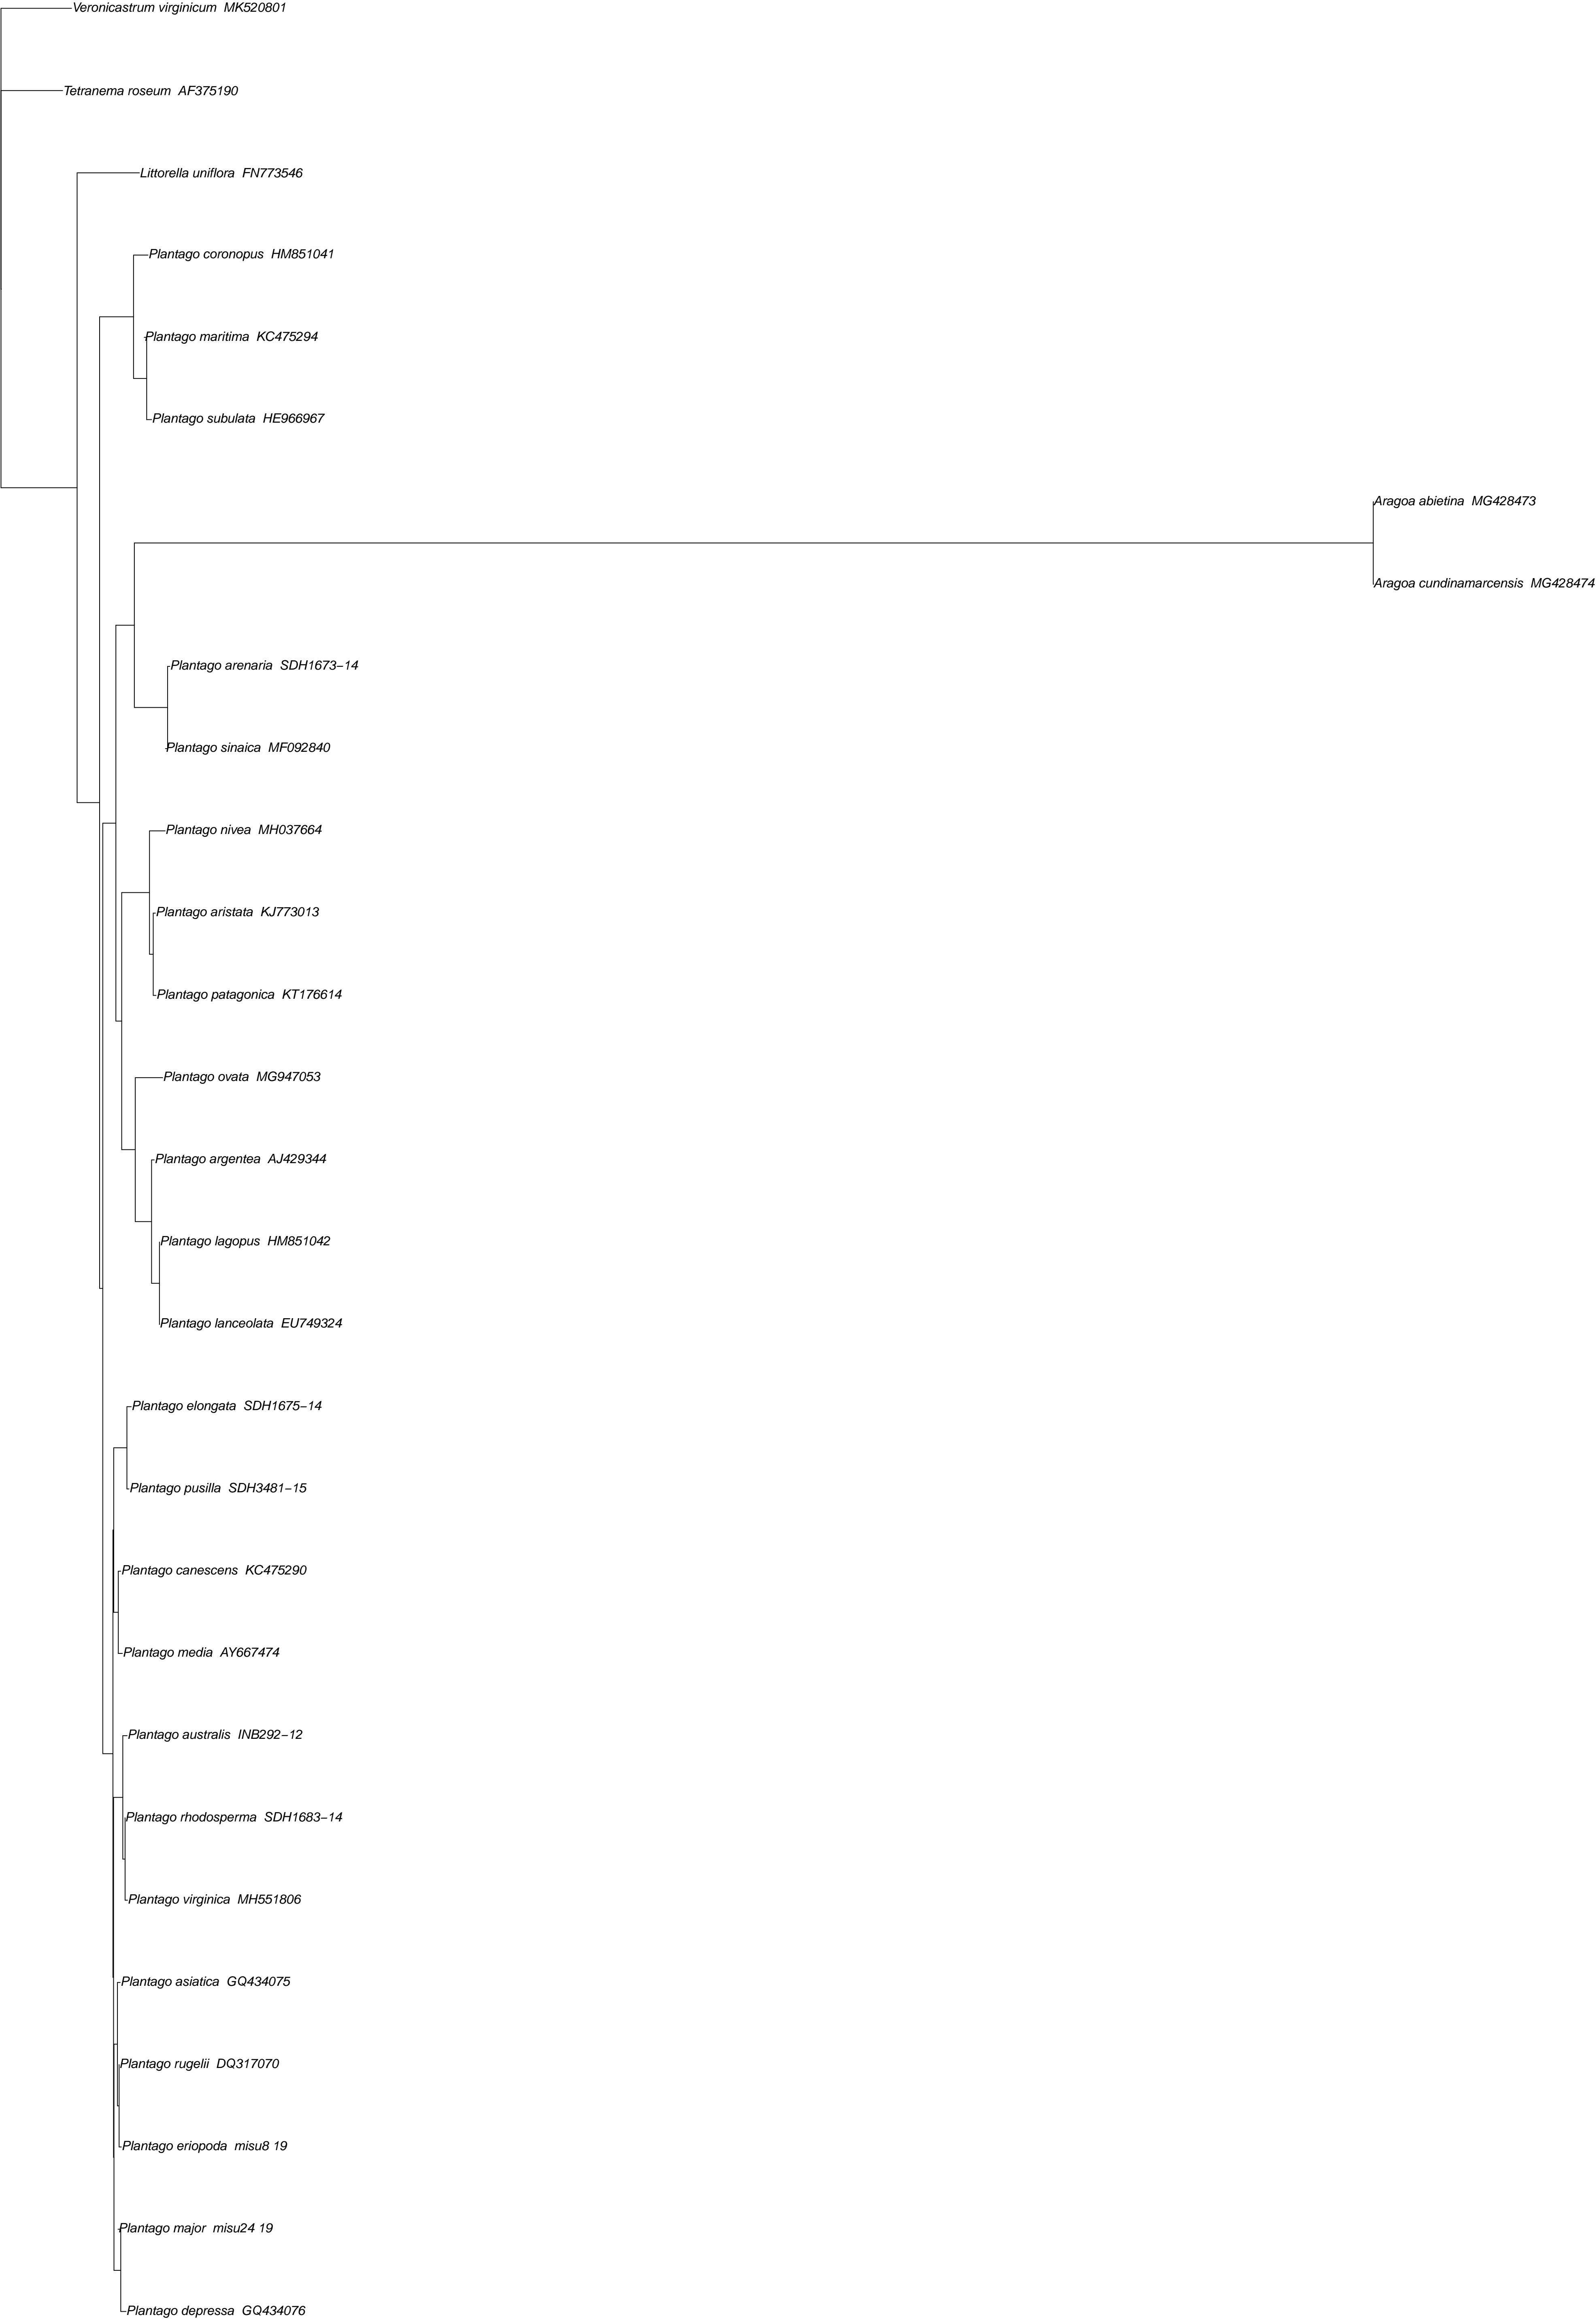 Veronicastrum virginicum MK520801
Tetranema roseum AF375190
Littorella uniflora FN773546
Plantago coronopus HM851041
Plantago maritima KC475294
Plantago subulata HE966967
Aragoa abietina MG428473
Aragoa cundinamarcensis MG428474
Plantago arenaria SDH1673−14
Plantago sinaica MF092840
Plantago nivea MH037664
Plantago aristata KJ773013
Plantago patagonica KT176614
Plantago ovata MG947053
Plantago argentea AJ429344
Plantago lagopus HM851042
Plantago lanceolata EU749324
Plantago elongata SDH1675−14
Plantago pusilla SDH3481−15
Plantago canescens KC475290
Plantago media AY667474
Plantago australis INB292−12
Plantago rhodosperma SDH1683−14
Plantago virginica MH551806
Plantago asiatica GQ434075
Plantago rugelii DQ317070
Plantago eriopoda misu8 19
Plantago major misu24 19
Plantago depressa GQ434076